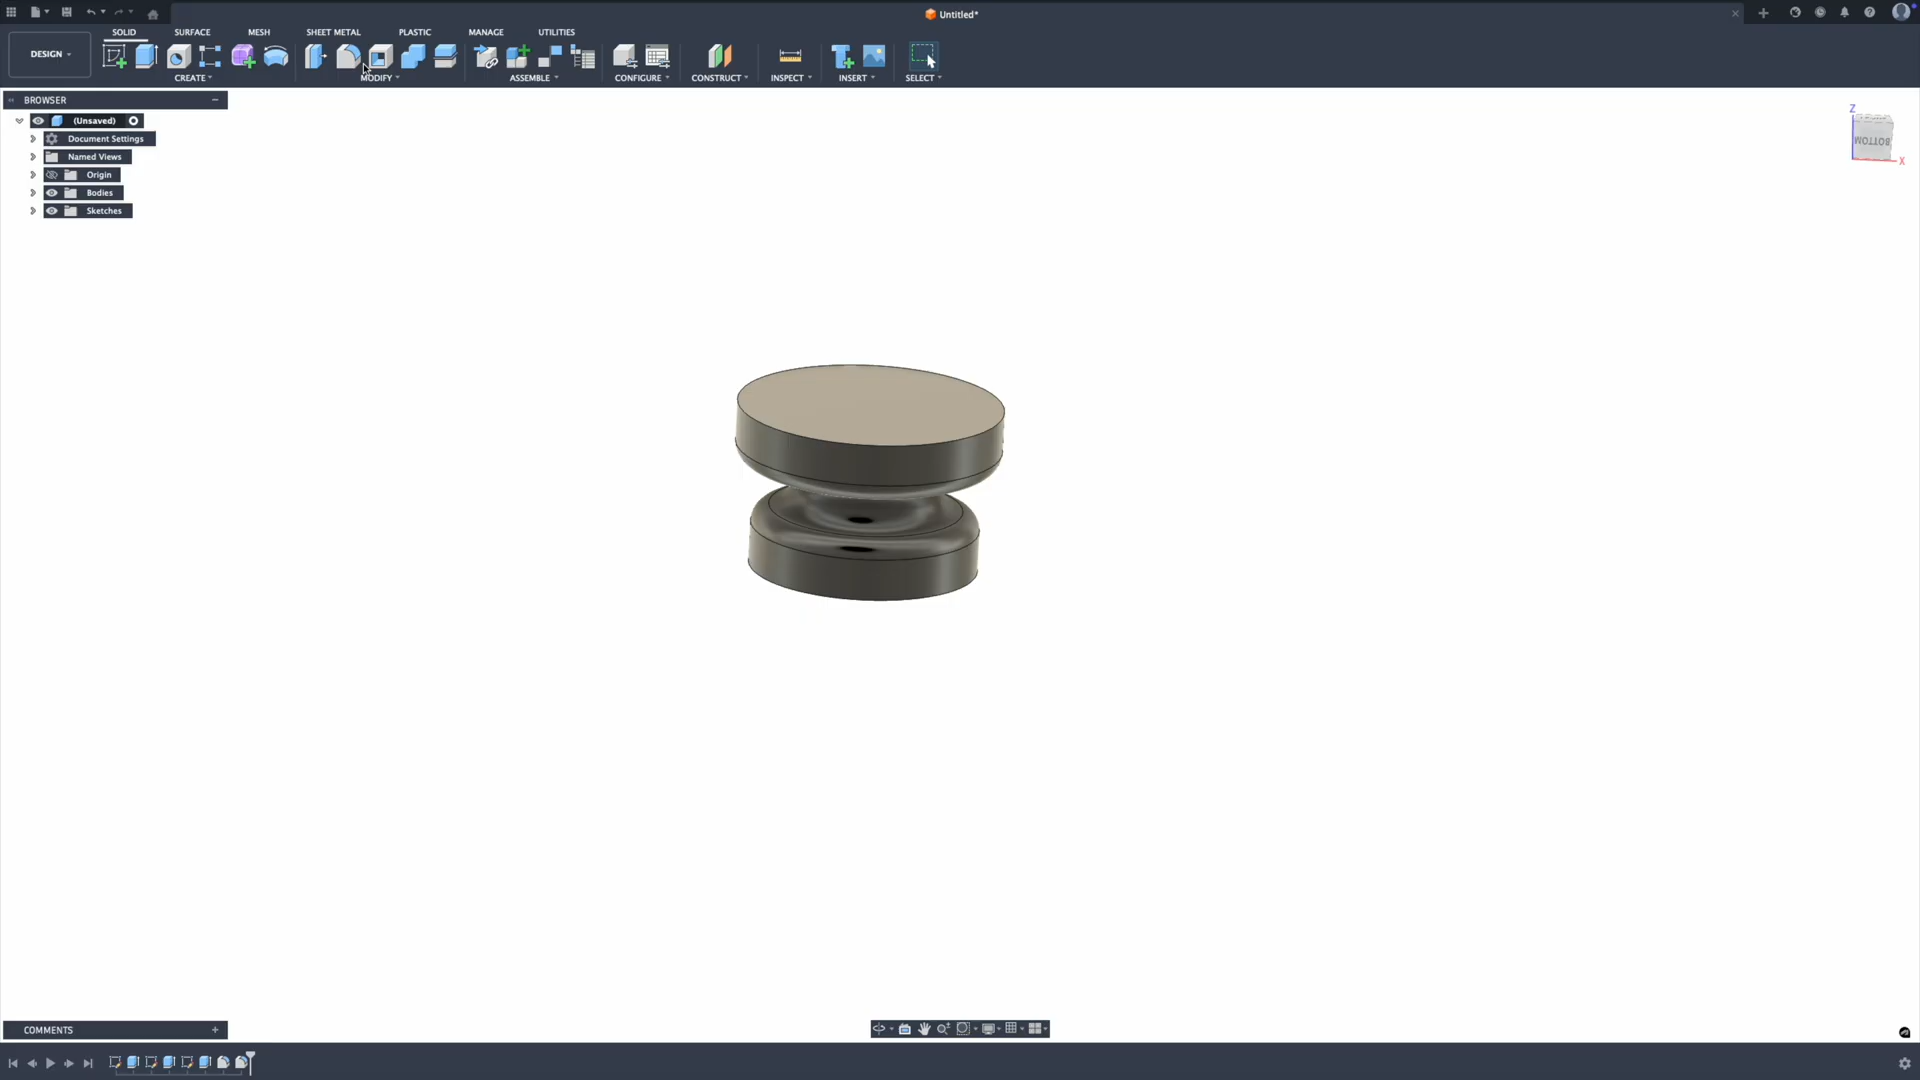 Untitled*
SOLID SURFACE MESH SHEET METAL PLASTIC MANAGE UTILITIES
DESIGN
CREATE MODIFY ASSEMBLE CONFIGURE CONSTRUCT INSPECT INSERT SELECT
BROWSER
(Unsaved)
Document Settings
Named Views
Origin
Bodies
Sketches
Z
BOTTOM
X
COMMENTS